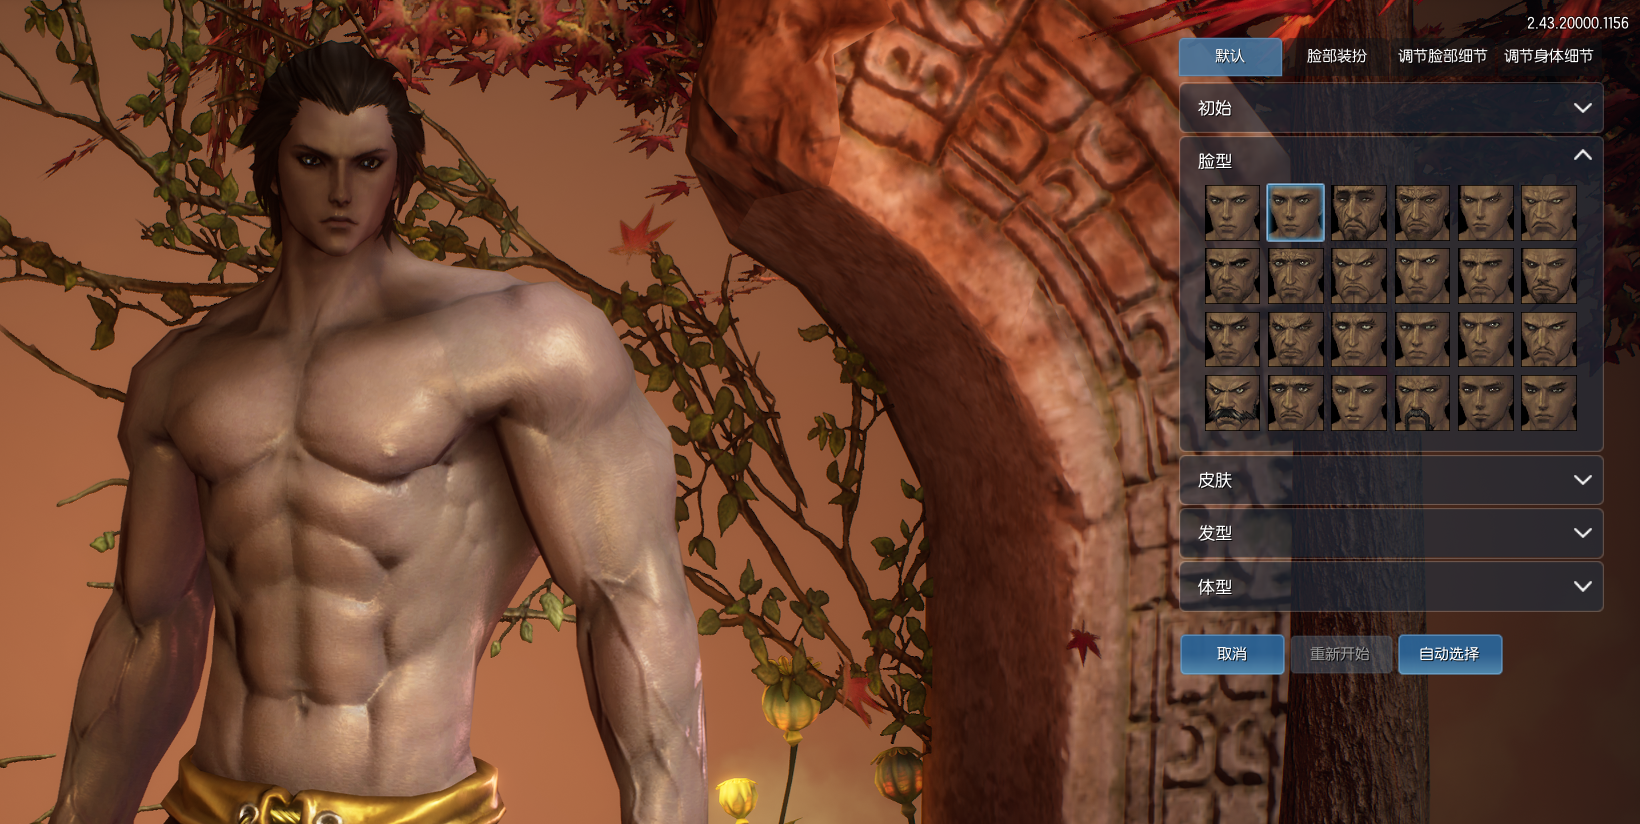 2.43.20000.1156
默认 脸部装扮 调节脸部细节 调节身体细节
初始
脸型
皮肤
发型
体型
取消 重新开始 自动选择